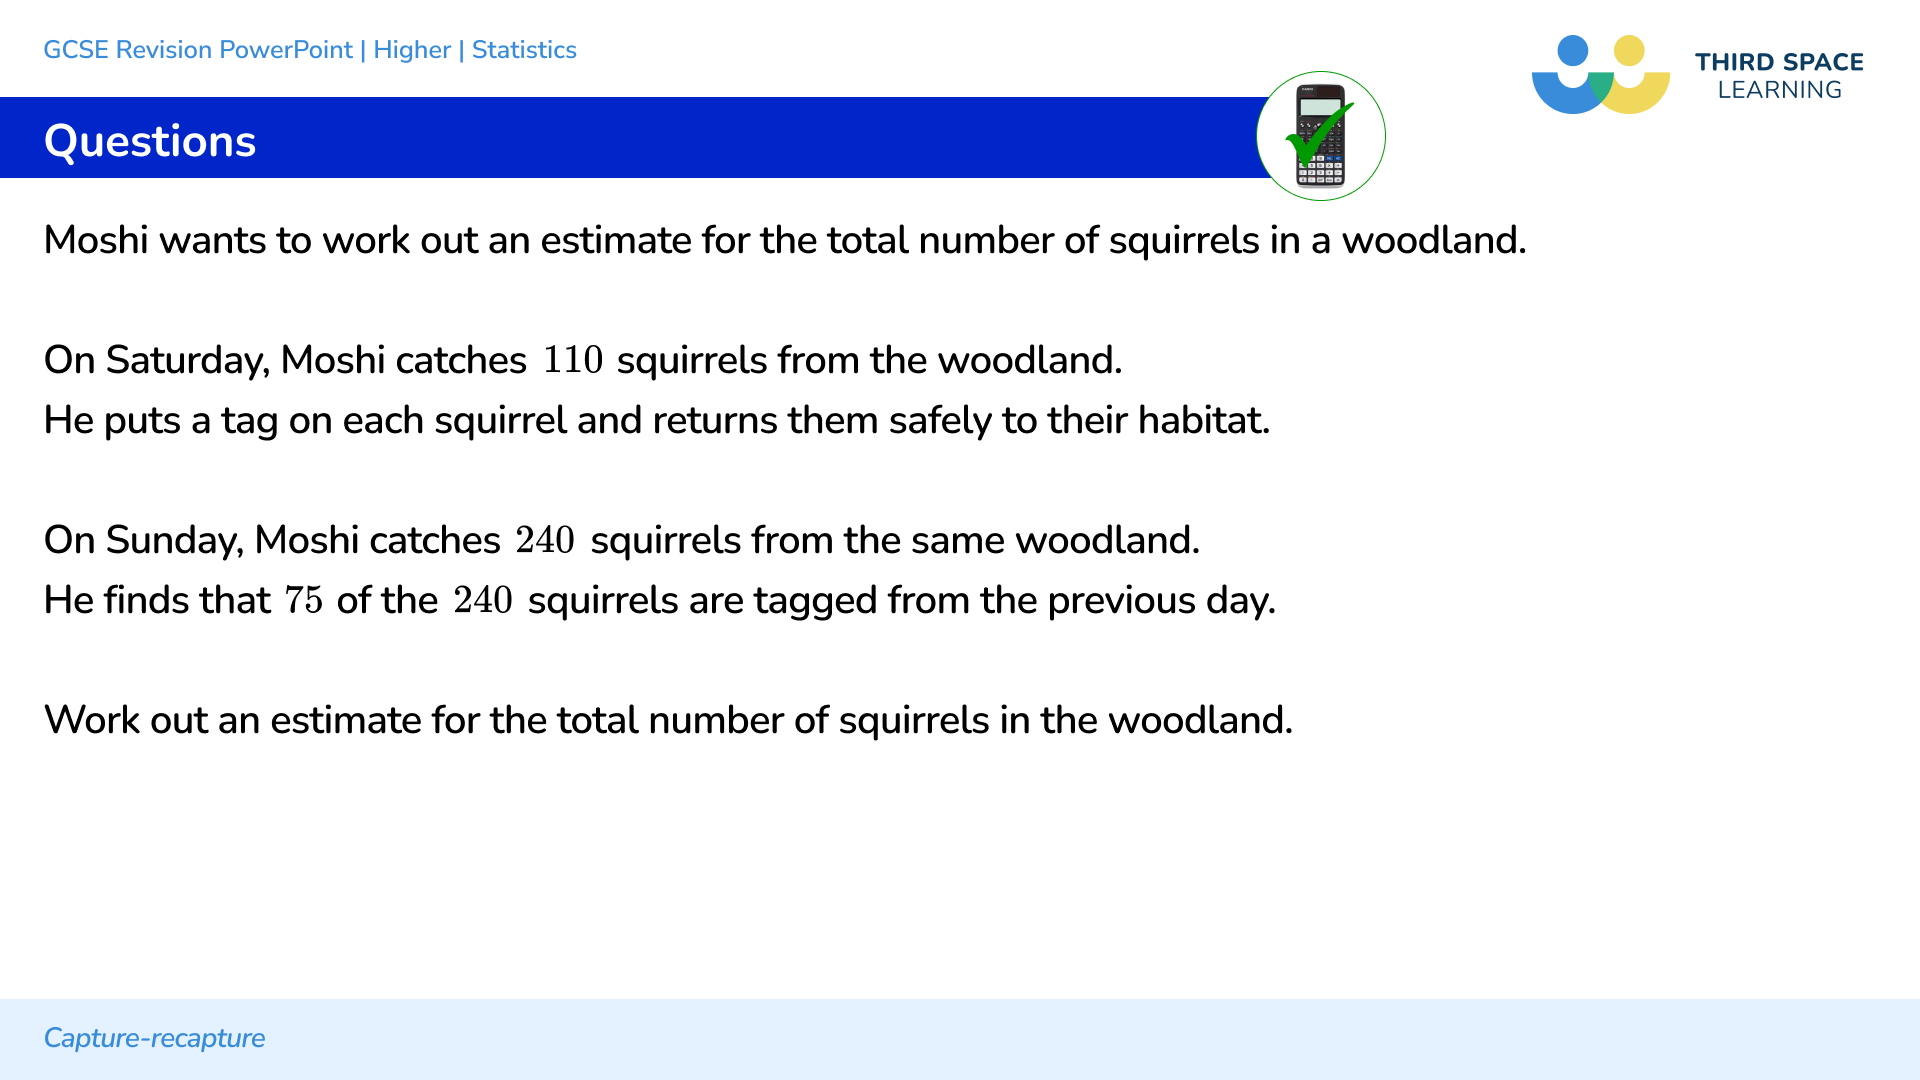 GCSE Revision PowerPoint | Higher | Statistics
THIRD SPACE
LEARNING
Questions
Moshi wants to work out an estimate for the total number of squirrels in a woodland.
On Saturday, Moshi catches 110 squirrels from the woodland.
He puts a tag on each squirrel and returns them safely to their habitat.
On Sunday, Moshi catches 240 squirrels from the same woodland.
He finds that 75 of the 240 squirrels are tagged from the previous day.
Work out an estimate for the total number of squirrels in the woodland.
Capture-recapture